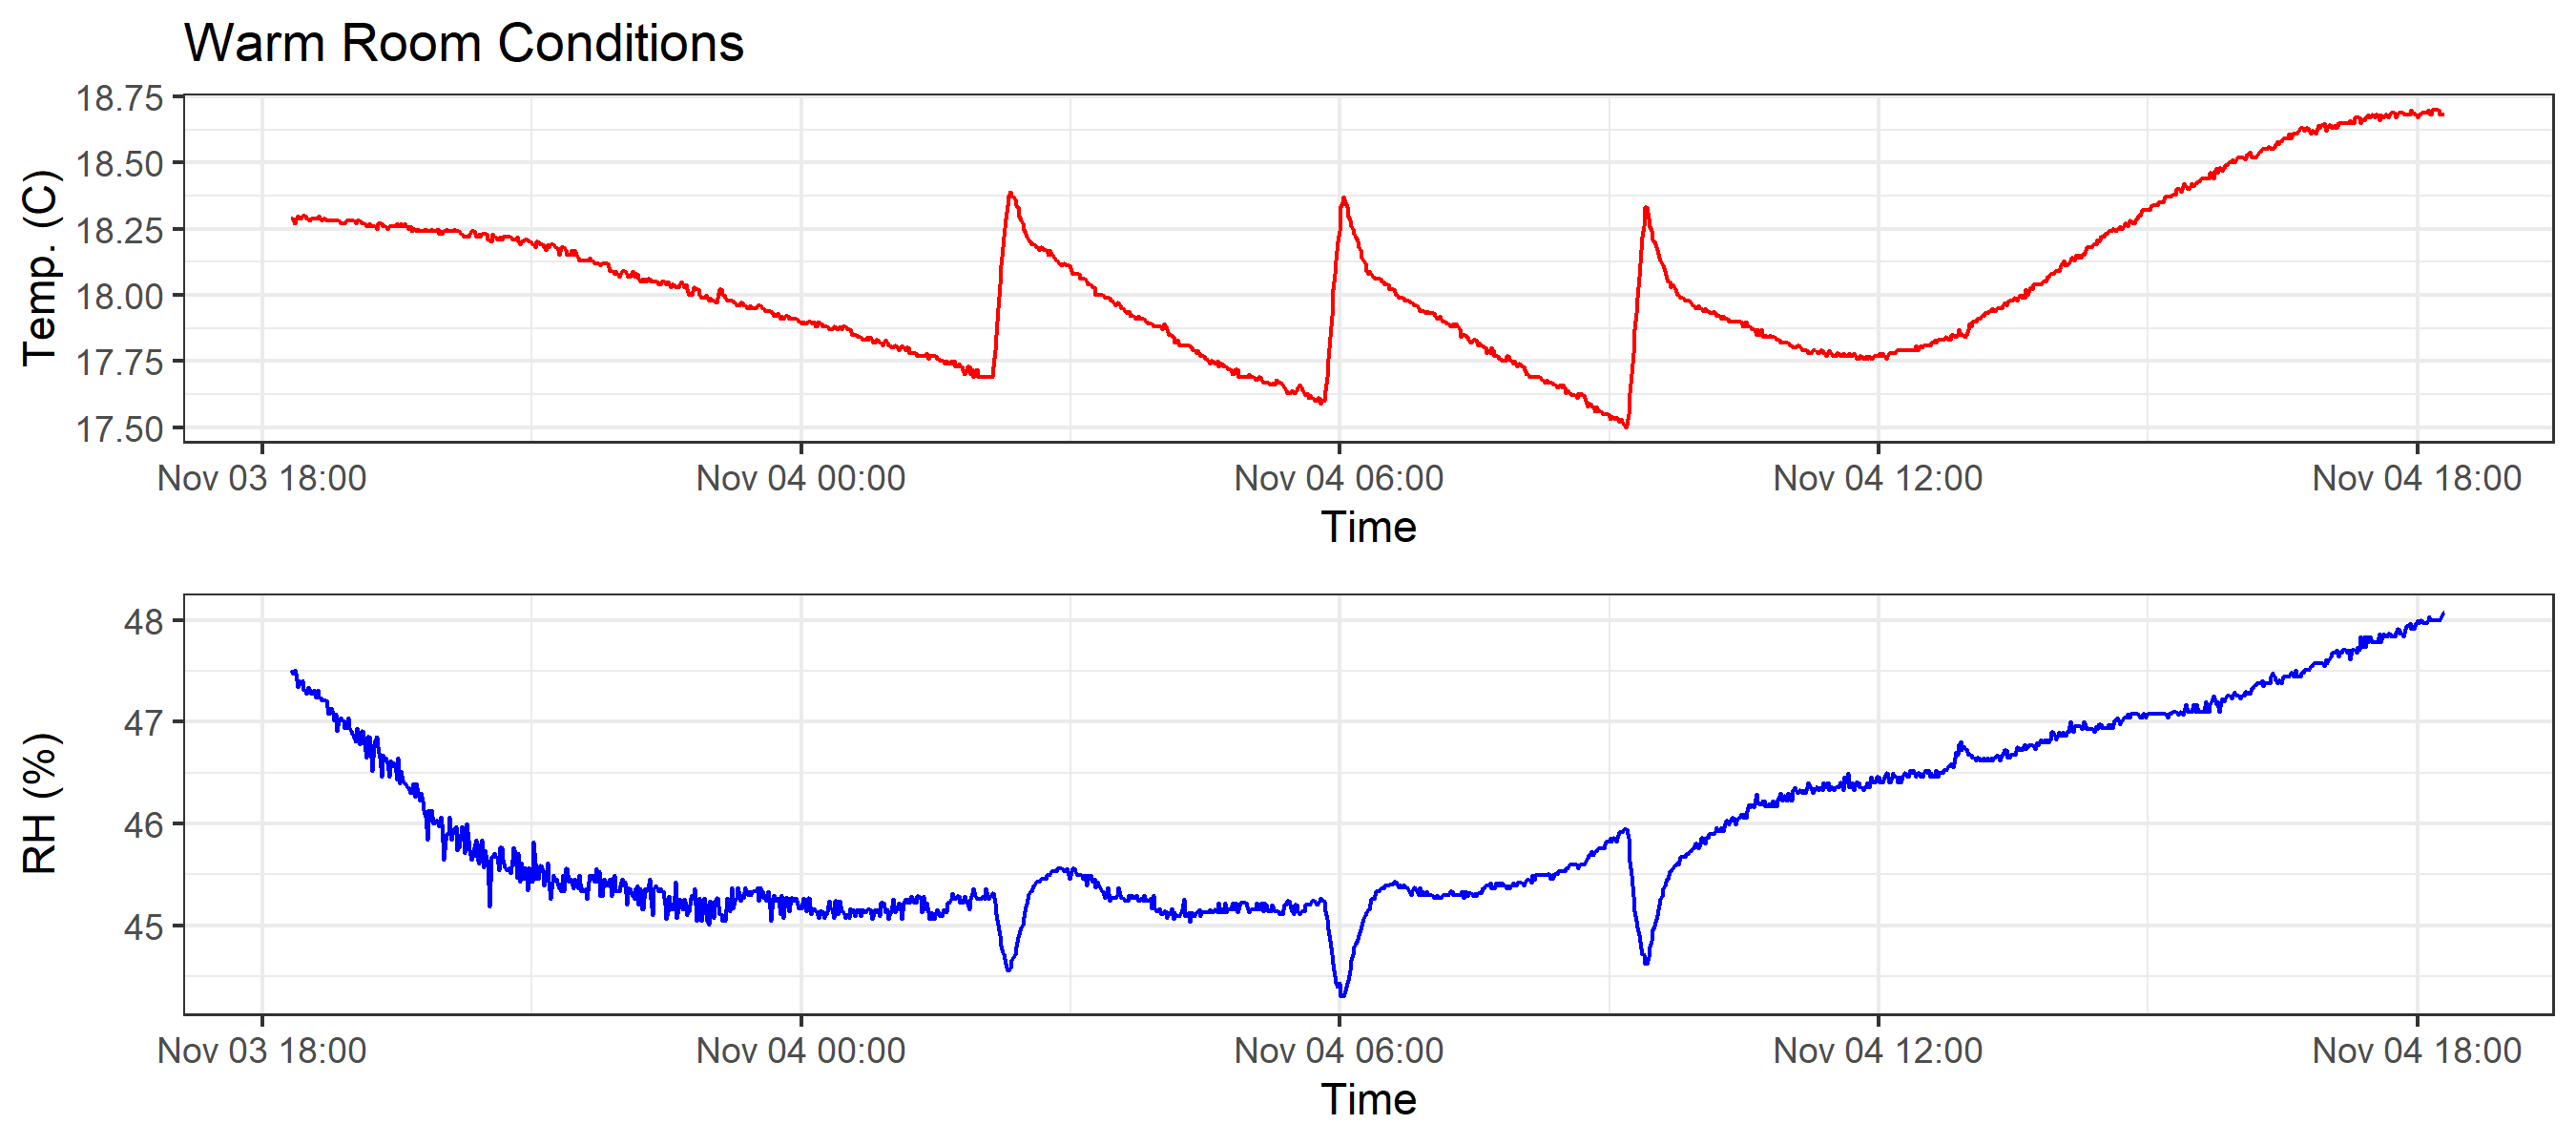 Warm Room Conditions
Temp. (C)
18.75
18.50
18.25
18.00
17.75
17.50
Nov 03 18:00 Nov 04 00:00 Nov 04 06:00 Nov 04 12:00 Nov 04 18:00
Time
RH (%)
48
47
46
45
Nov 03 18:00 Nov 04 00:00 Nov 04 06:00 Nov 04 12:00 Nov 04 18:00
Time